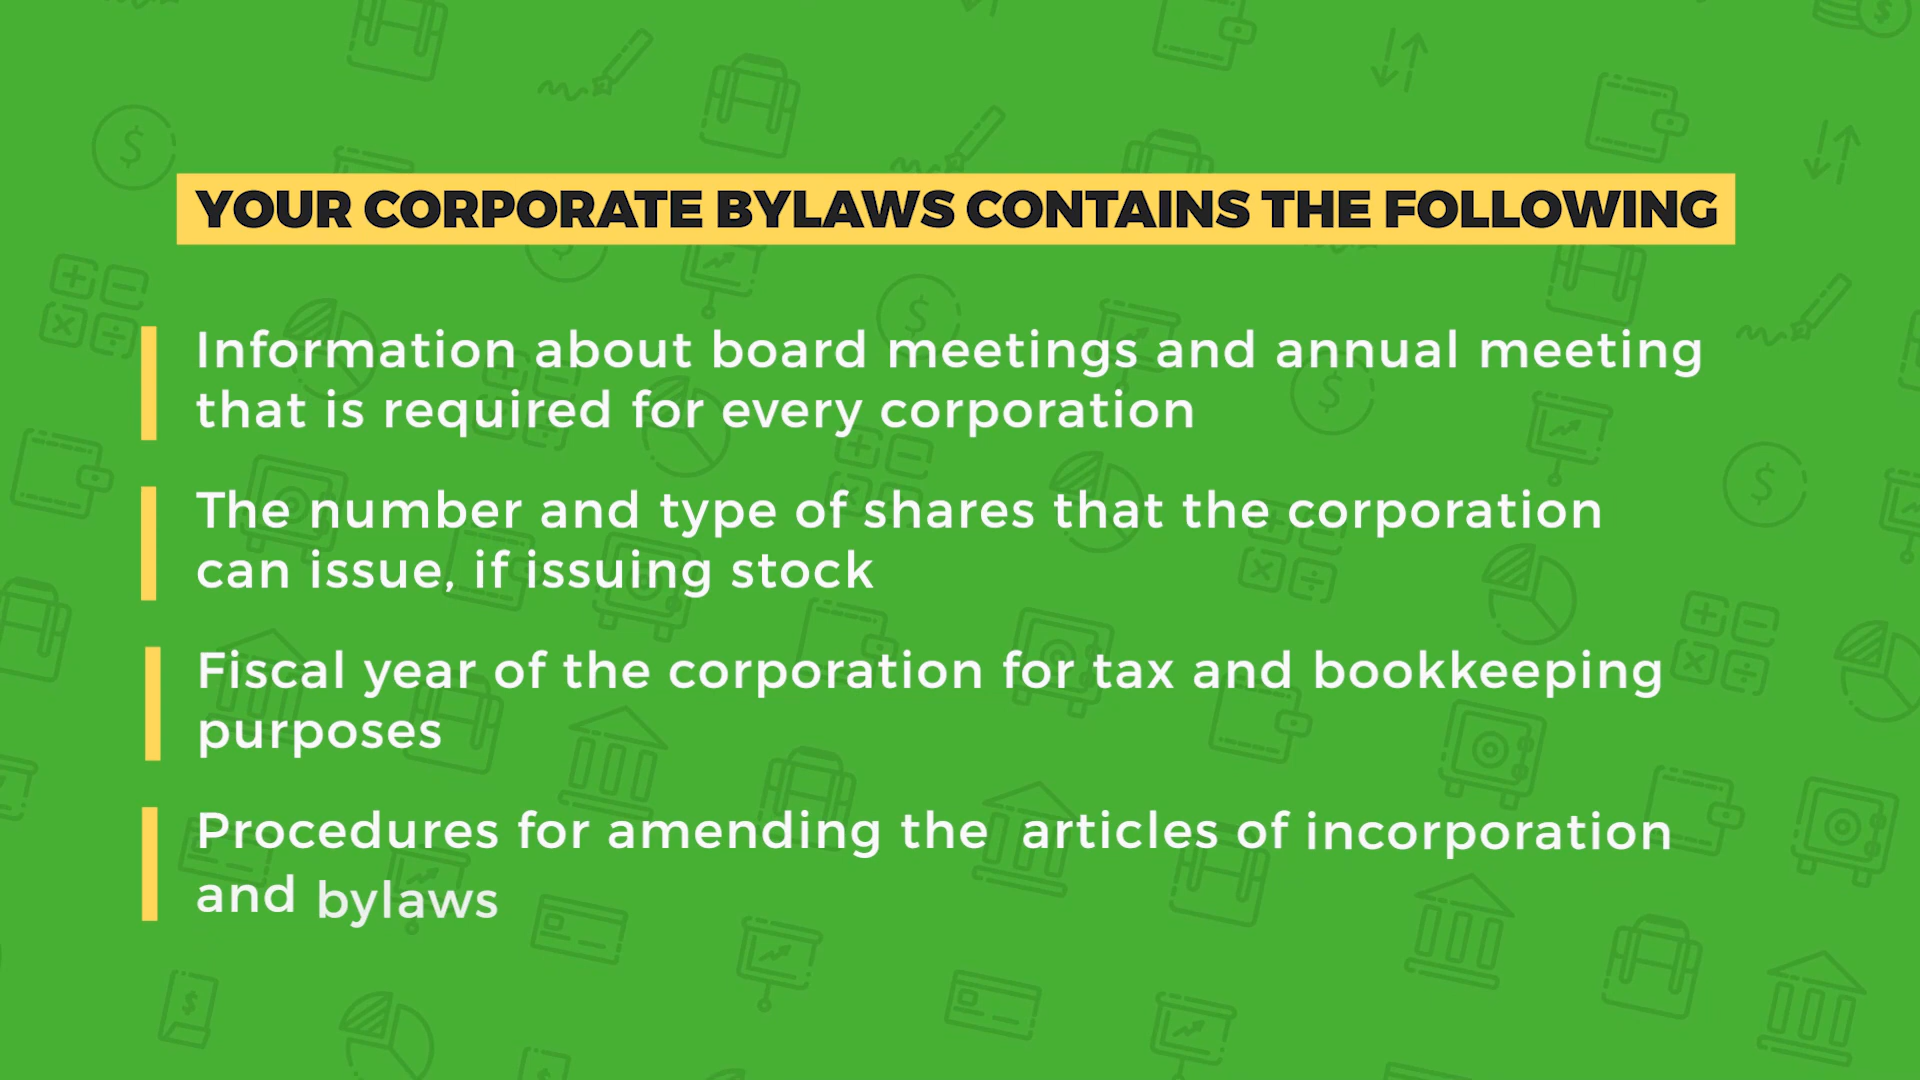 YOUR CORPORATE BYLAWS CONTAINS THE FOLLOWING
Information about board meetings and annual meeting
that is required for every corporation
The number and type of shares that the corporation
can issue, if issuing stock
Fiscal year of the corporation for tax and bookkeeping
purposes
Procedures for amending the articles of incorporation
and bylaws